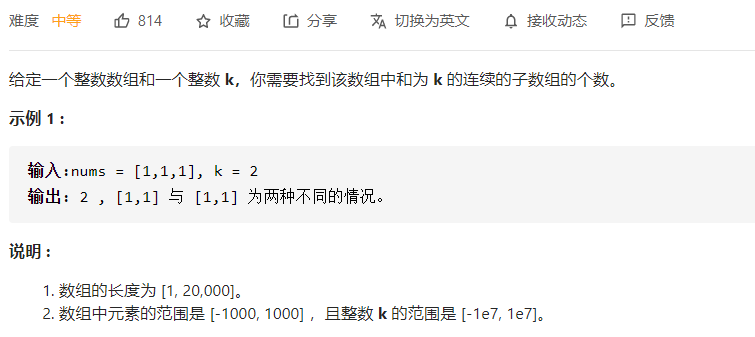 难度 中等 814 收藏 分享 切换为英文 接收动态 反馈
给定一个整数数组和一个整数 k，你需要找到该数组中和为 k 的连续的子数组的个数。
示例 1 :
输入:nums = [1,1,1], k = 2
输出: 2 , [1,1] 与 [1,1] 为两种不同的情况。
说明 :
1. 数组的长度为 [1, 20,000]。
2. 数组中元素的范围是 [-1000, 1000] ，且整数 k 的范围是 [-1e7, 1e7]。